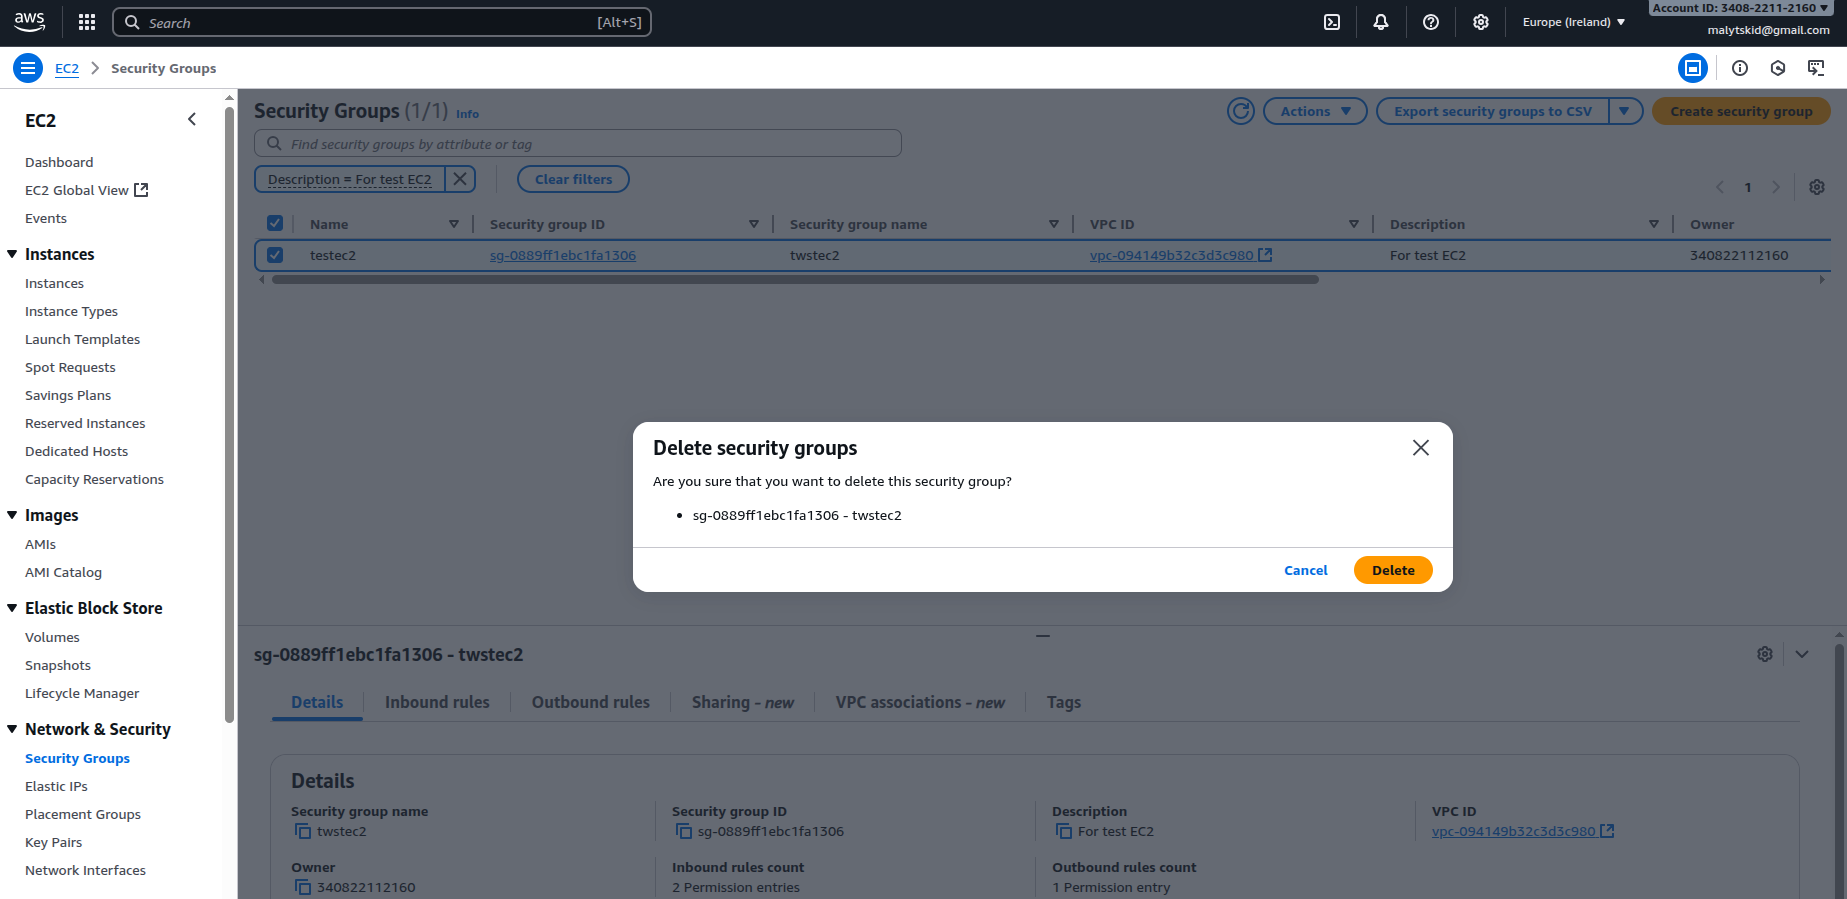 aws
Search [Alt+S]
Europe (Ireland)
Account ID: 3408-2211-2160
malytskid@gmail.com
EC2 Security Groups
EC2
Dashboard
EC2 Global View
Events
Instances
Instances
Instance Types
Launch Templates
Spot Requests
Savings Plans
Reserved Instances
Dedicated Hosts
Capacity Reservations
Images
AMIs
AMI Catalog
Elastic Block Store
Volumes
Snapshots
Lifecycle Manager
Network & Security
Security Groups
Elastic IPs
Placement Groups
Key Pairs
Network Interfaces
Security Groups (1/1) Info
Actions Export security groups to CSV Create security group
Find security groups by attribute or tag
Description = For test EC2 Clear filters
1
Name Security group ID Security group name VPC ID Description Owner
testec2 sg-0889ff1ebc1fa1306 twstec2 vpc-094149b32c3d3c980 For test EC2 340822112160
Delete security groups
Are you sure that you want to delete this security group?
• sg-0889ff1ebc1fa1306 - twstec2
Cancel Delete
sg-0889ff1ebc1fa1306 - twstec2
Details Inbound rules Outbound rules Sharing - new VPC associations - new Tags
Details
Security group name Security group ID Description VPC ID
twstec2 sg-0889ff1ebc1fa1306 For test EC2 vpc-094149b32c3d3c980
Owner Inbound rules count Outbound rules count
340822112160 2 Permission entries 1 Permission entry